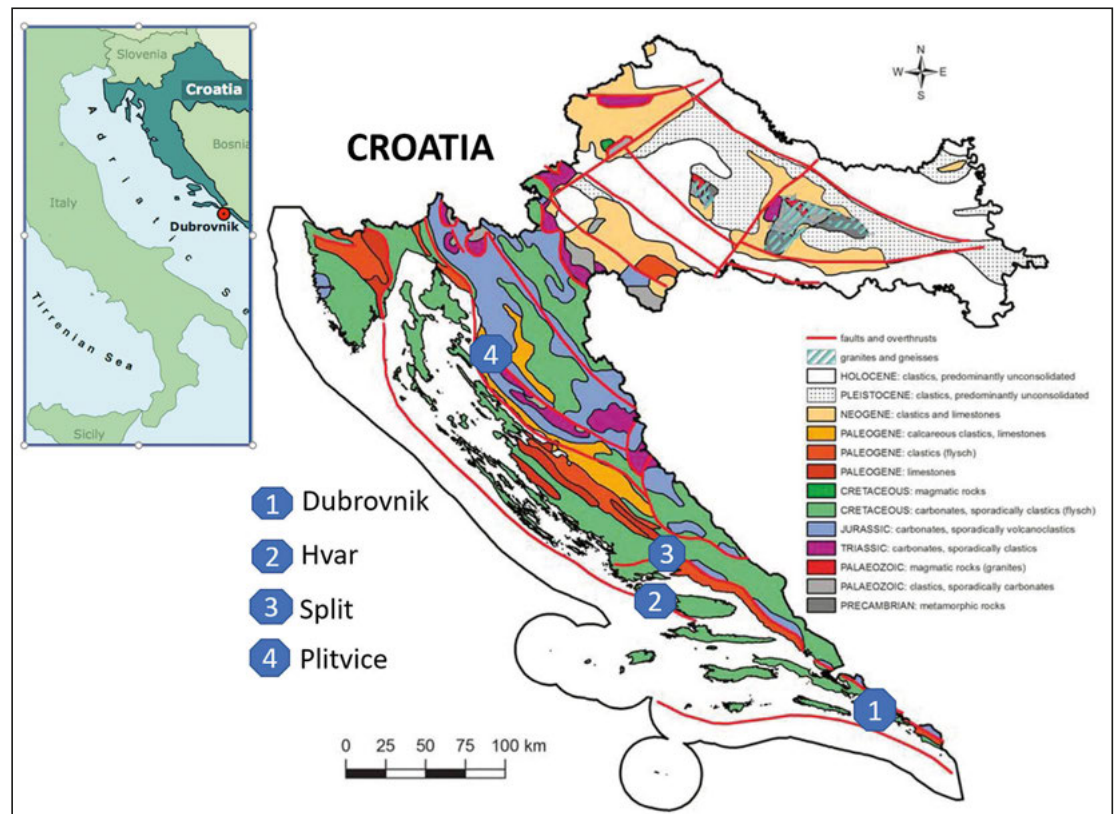 Slovenia
Croatia
Bosnia
Adriatic Se
Italy
Dubrovnik
Tirrenian Sea
Sicily
CROATIA
N
W E
S
4
3
2
1
1 Dubrovnik
2 Hvar
3 Split
4 Plitvice
faults and overthrusts
granites and gneisses
HOLOCENE: clastics, predominantly unconsolidated
PLEISTOCENE: clastics, predominantly unconsolidated
NEOGENE: clastics and limestones
PALEOGENE: calcareous clastics, limestones
PALEOGENE: clastics (flysch)
PALEOGENE: limestones
CRETACEOUS: magmatic rocks
CRETACEOUS: carbonates, sporadically clastics (flysch)
JURASSIC: carbonates, sporadically volcanoclastics
TRIASSIC: carbonates, sporadically clastics
PALAEOZOIC: magmatic rocks (granites)
PALAEOZOIC: clastics, sporadically carbonates
PRECAMBRIAN: metamorphic rocks
0 25 50 75 100 km